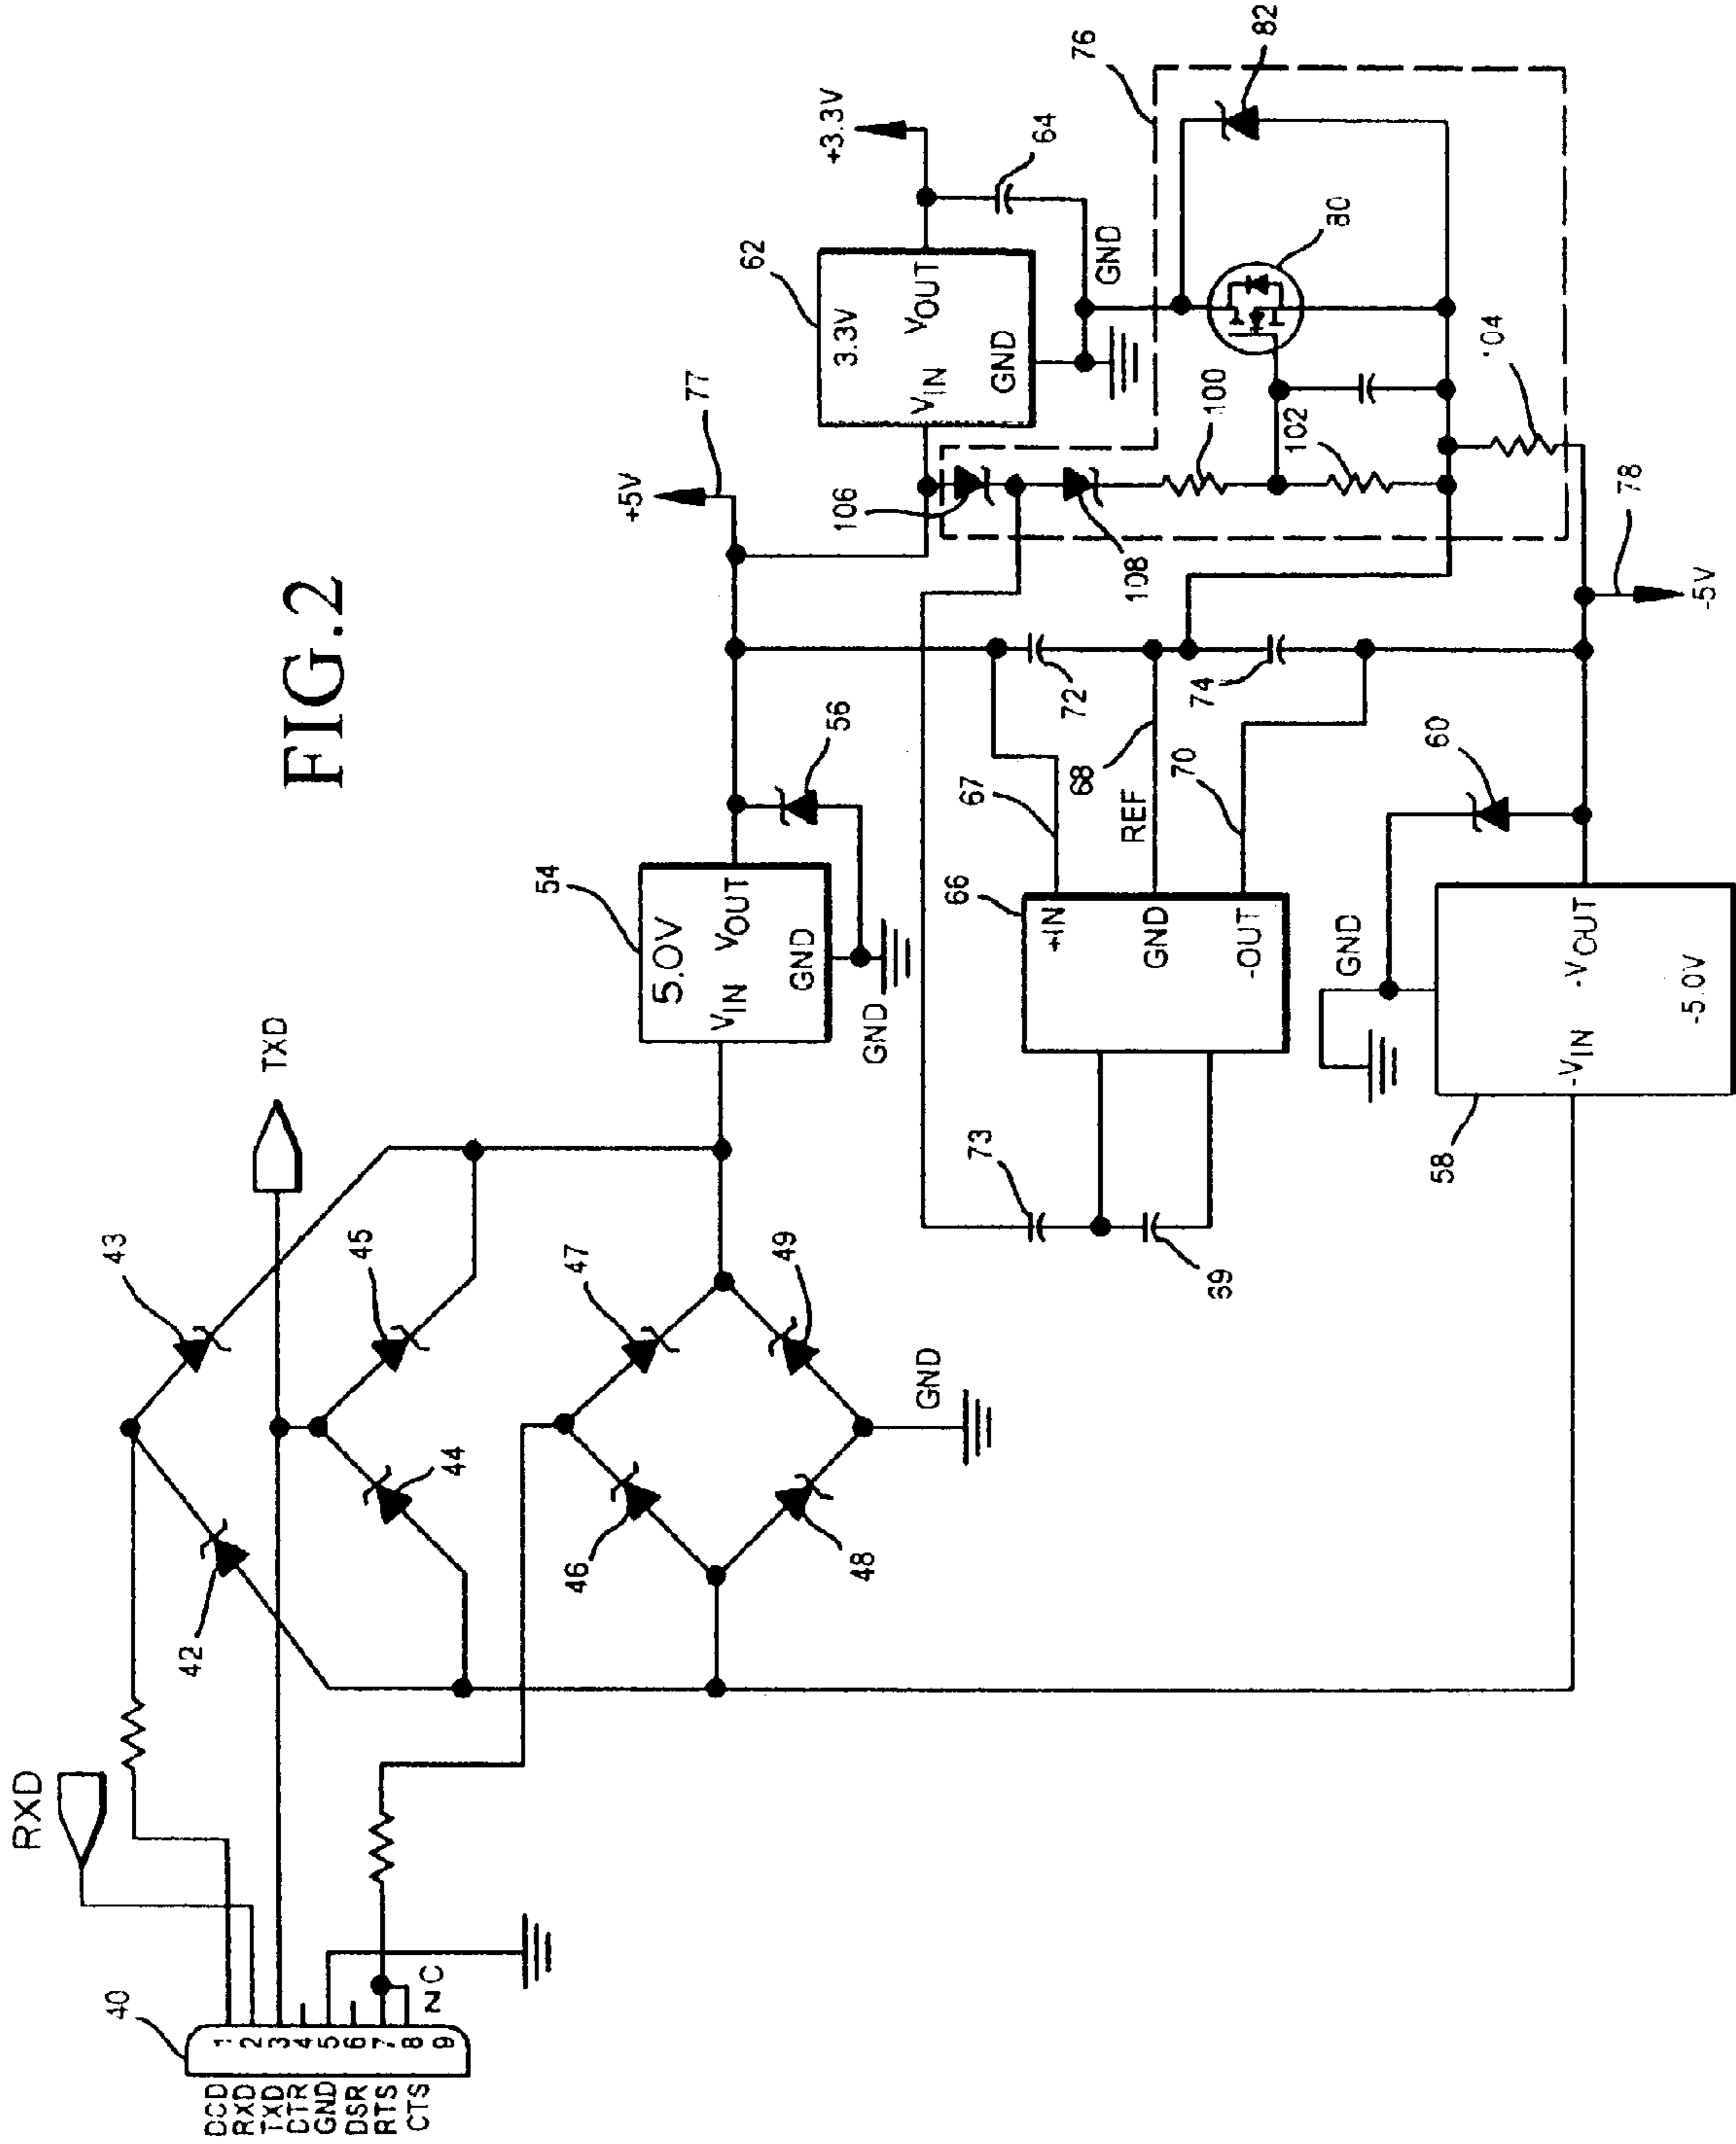 FIG.2
RXD
TXD
40
DCD
RXD
TXD
CTR
GND
DSR
RTS
CTS
1
2
3
4
5
6
7
8
9
N C
42
43
44
45
46
47
48
49
GND
54
5.0V
VIN VOUT
GND
GND
56
+5V
77
62
3.3V
VIN VOUT
GND
+3.3V
64
GND
76
82
80
106
108
100
102
104
73
69
66
+IN
GND
-OUT
67
REF
68
70
72
74
58
-VIN -VOUT
-5.0V
GND
60
78
-5V